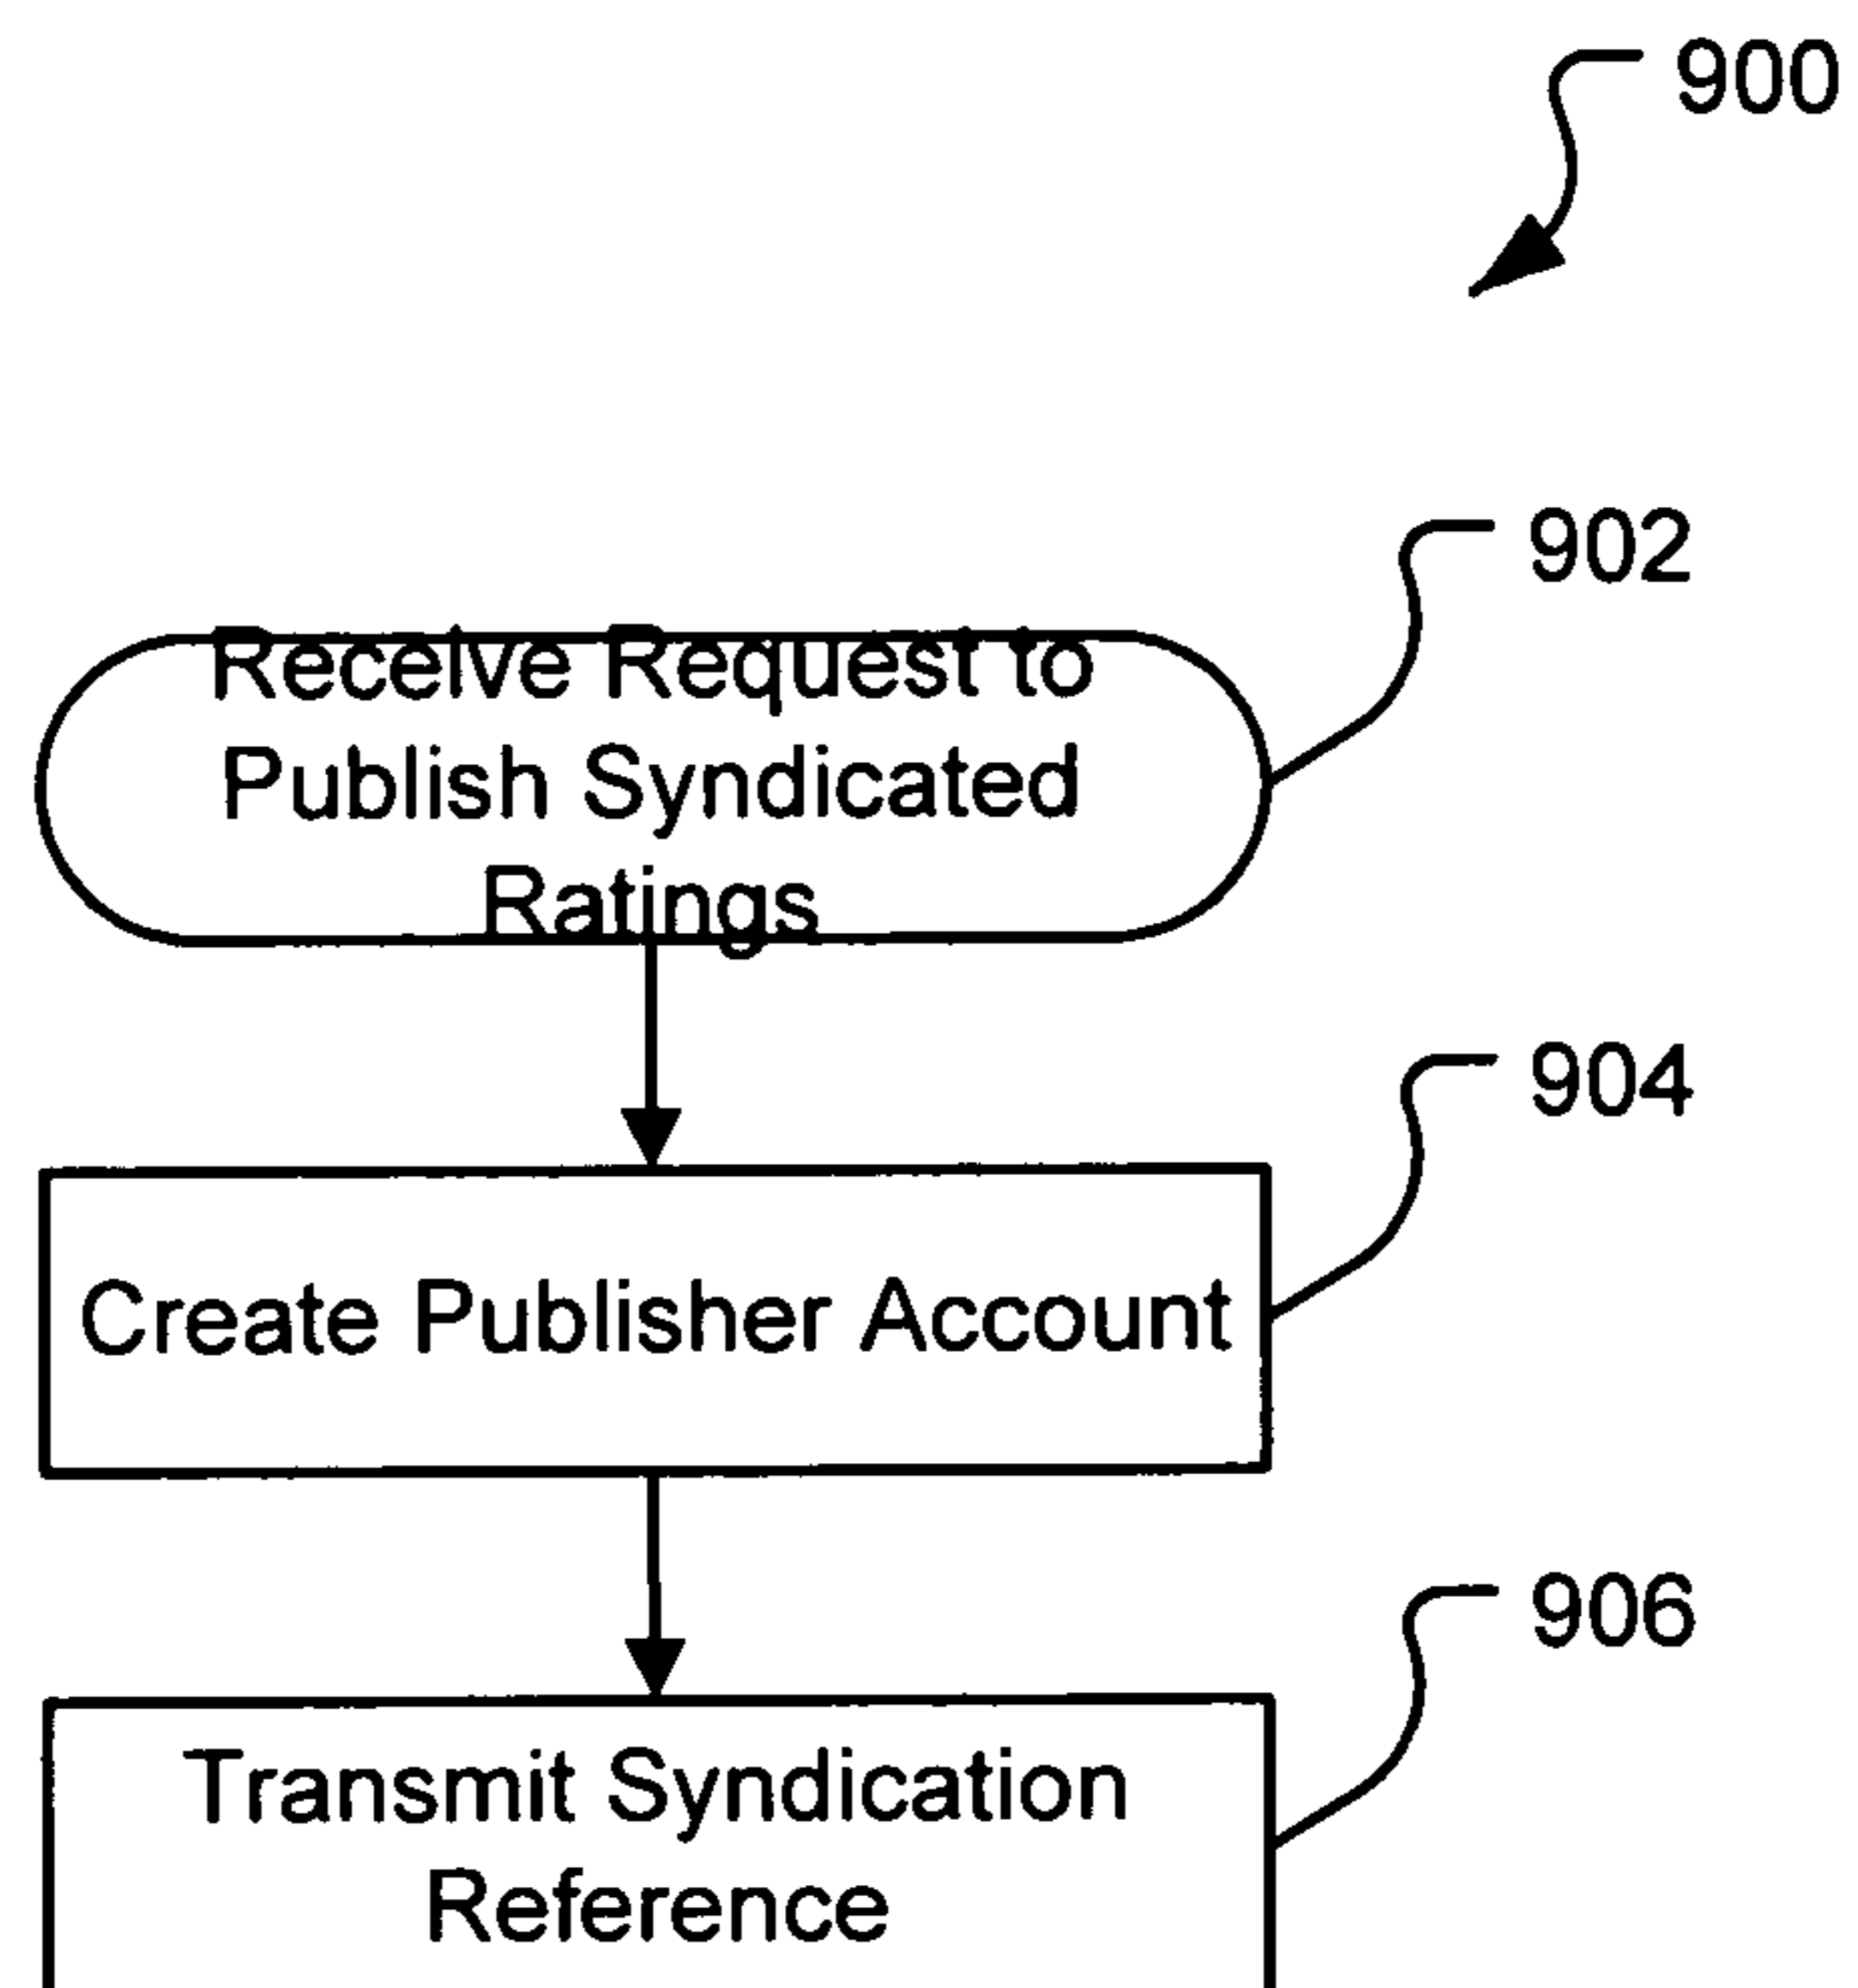 900
902
Receive Request to
Publish Syndicated
Ratings
904
Create Publisher Account
906
Transmit Syndication
Reference